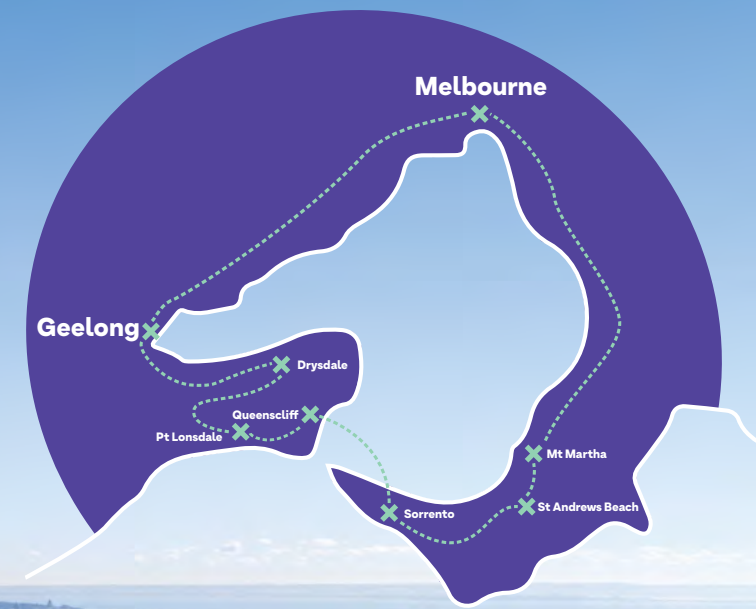 Melbourne
Geelong
Drysdale
Queenscliff
Pt Lonsdale
Mt Martha
St Andrews Beach
Sorrento